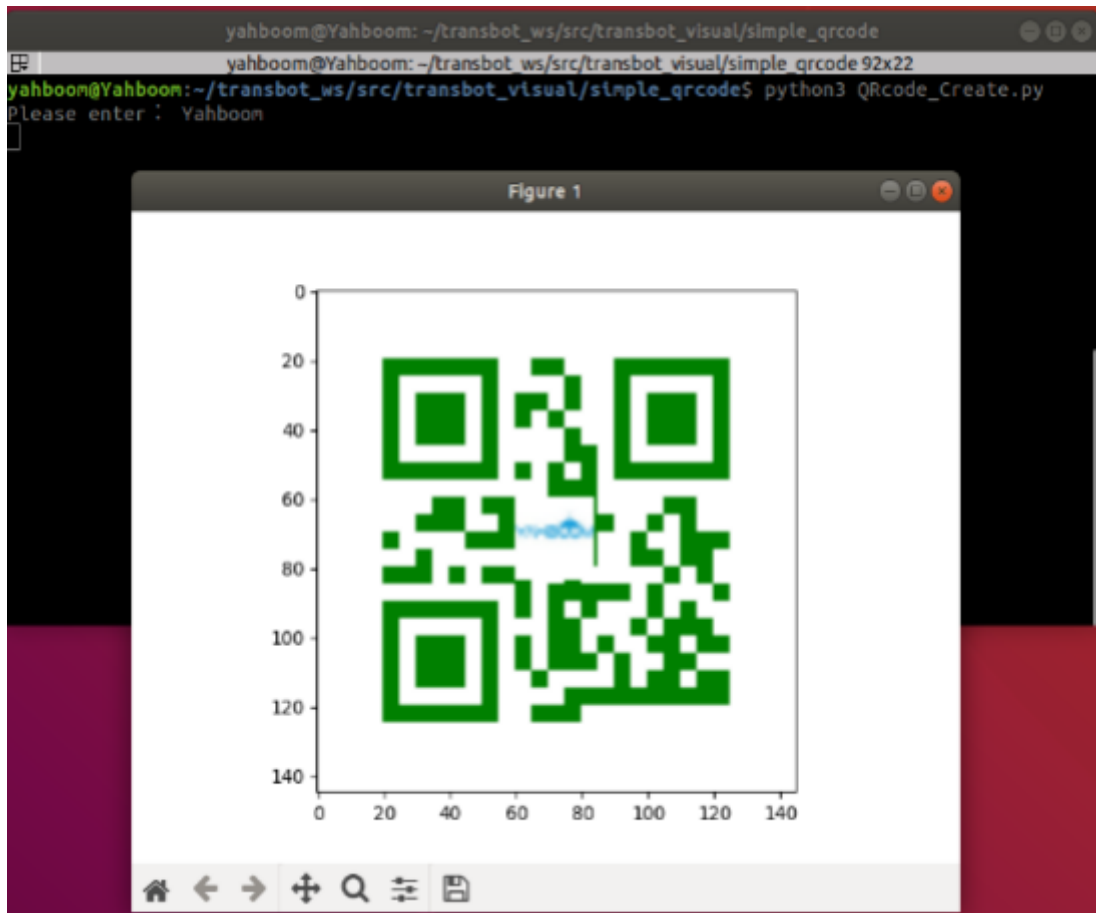 yahboom@Yahboom: ~/transbot_ws/src/transbot_visual/simple_qrcode
yahboom@Yahboom: ~/transbot_ws/src/transbot_visual/simple_qrcode 92x22
yahboom@Yahboom:~/transbot_ws/src/transbot_visual/simple_qrcode$ python3 QRcode_Create.py
Please enter： Yahboom
Figure 1
0
20
40
60
YAHBOOM
80
100
120
140
0 20 40 60 80 100 120 140